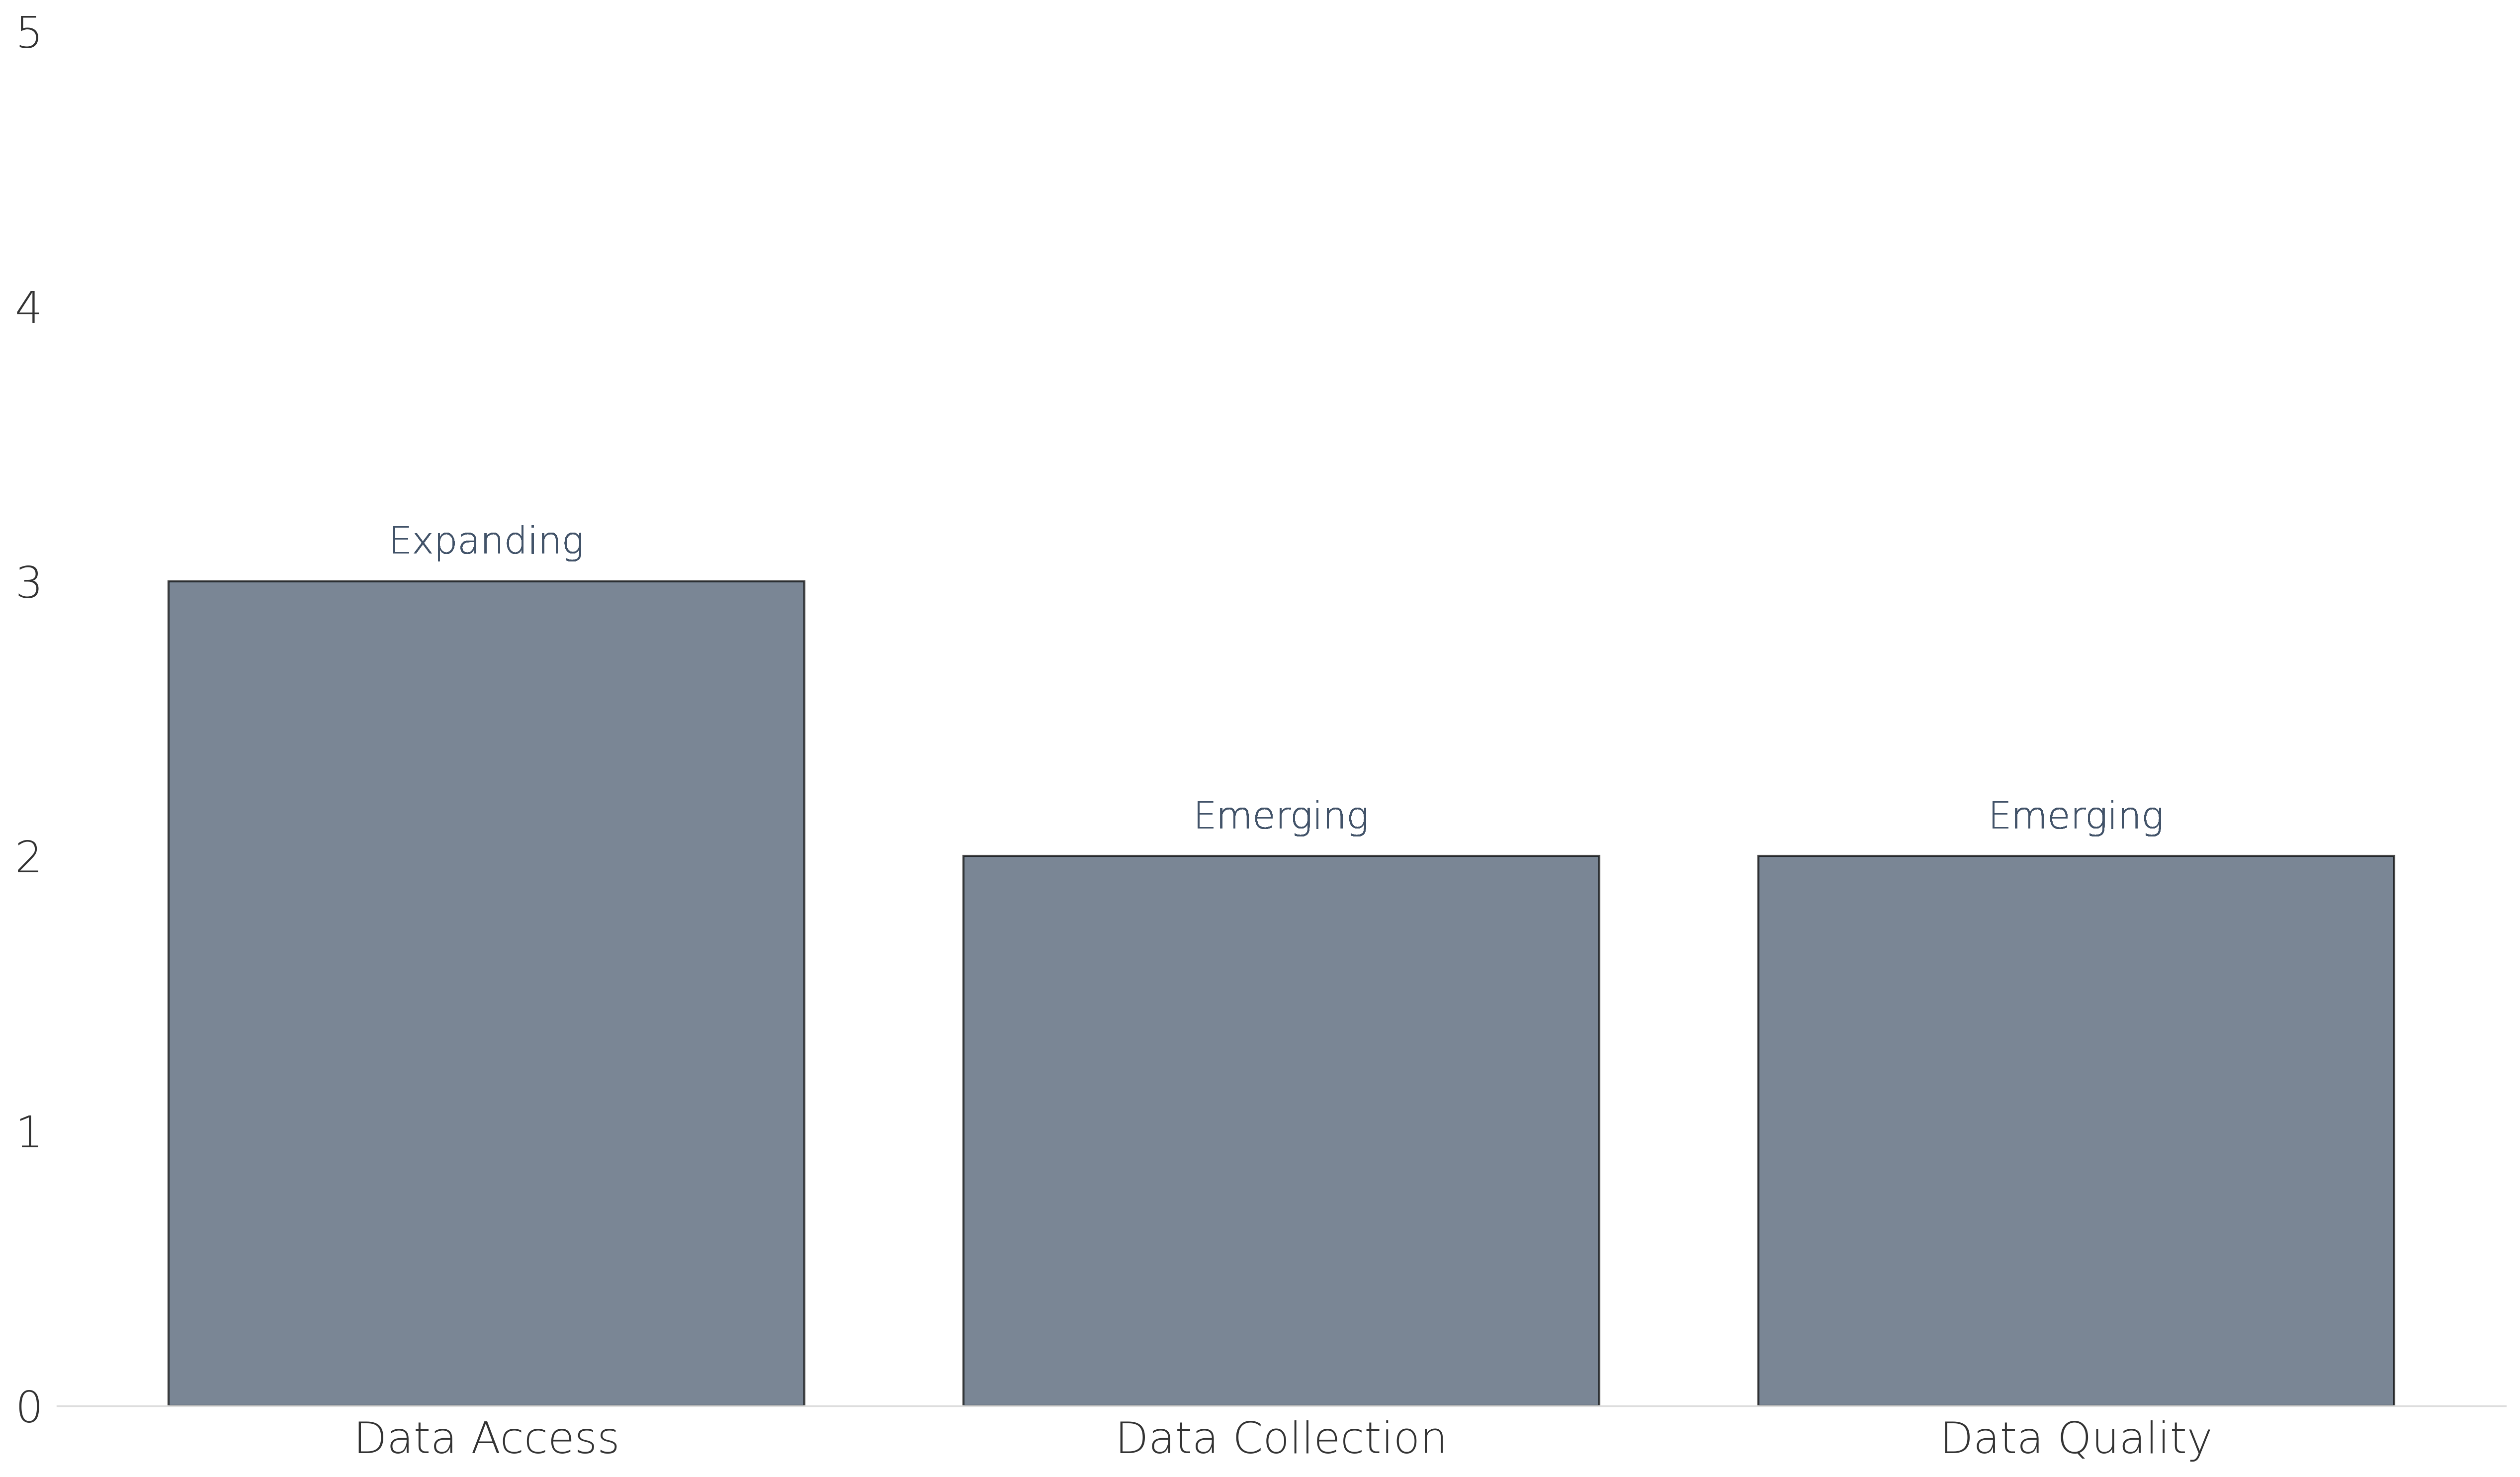 5
4
Expanding
3
Emerging Emerging
2
1
0
Data Access Data Collection Data Quality